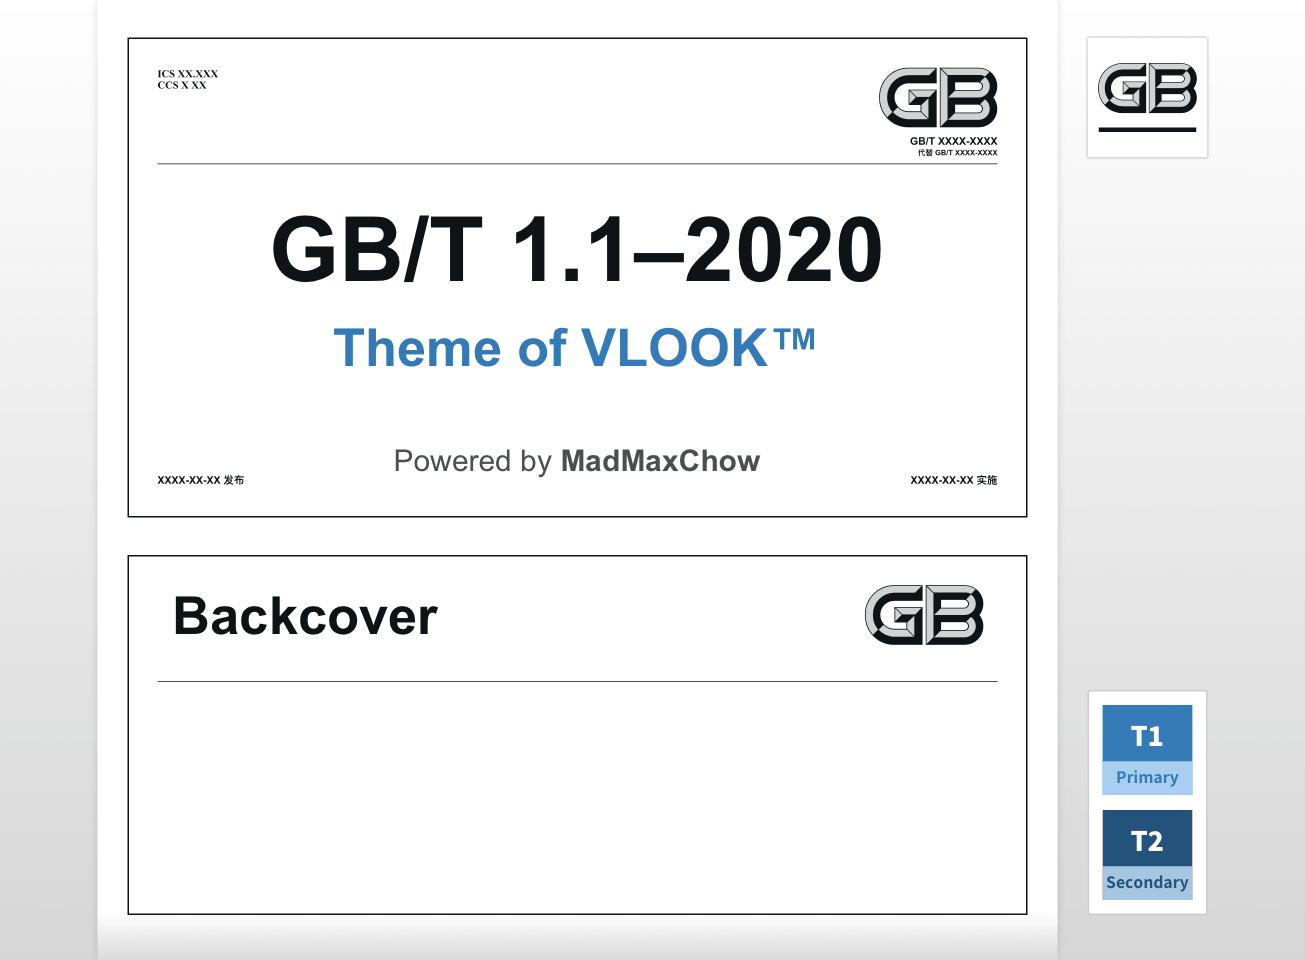 ICS XX.XXX
CCS X XX
GB
GB/T XXXX-XXXX
代替 GB/T XXXX-XXXX
GB/T 1.1–2020
Theme of VLOOK™
Powered by MadMaxChow
XXXX-XX-XX 发布
XXXX-XX-XX 实施
Backcover
GB
GB
T1
Primary
T2
Secondary